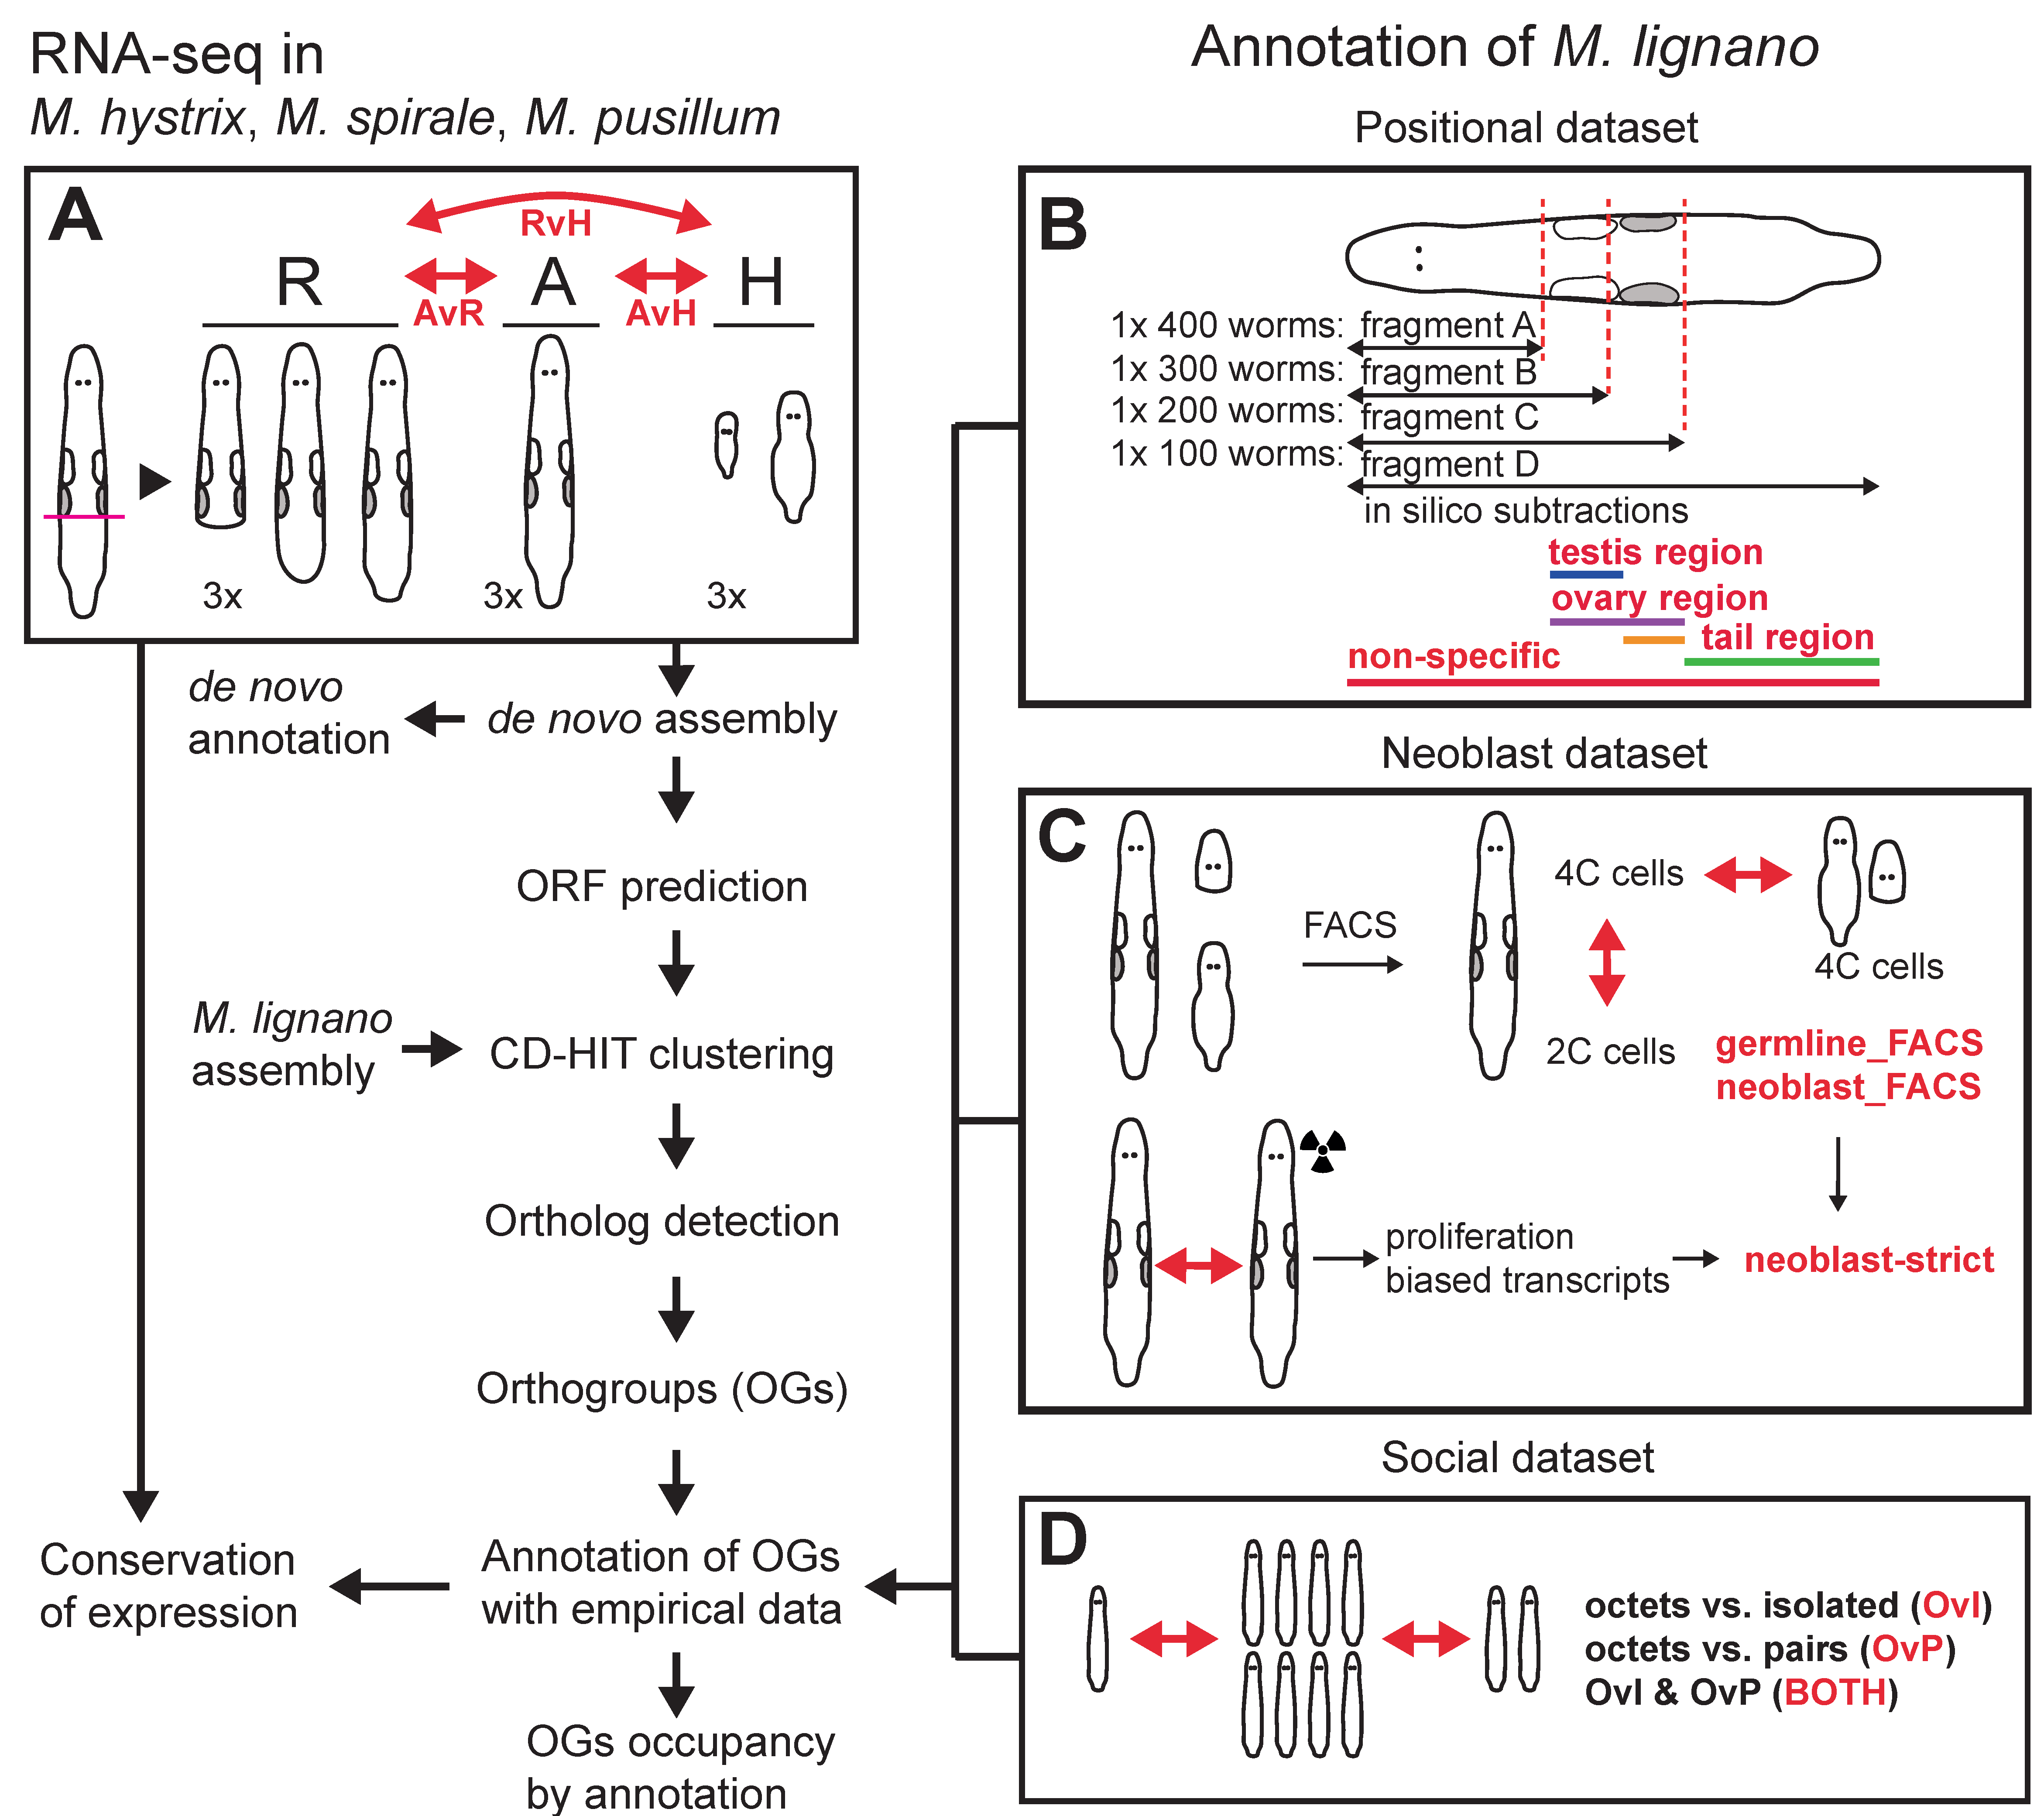 RNA-seq in
M. hystrix, M. spirale, M. pusillum
A
RvH
R
A
H
AvR
AvH
3x
3x
3x
de novo
annotation
de novo assembly
ORF prediction
M. lignano
assembly
CD-HIT clustering
Ortholog detection
Orthogroups (OGs)
Conservation
of expression
Annotation of OGs
with empirical data
OGs occupancy
by annotation
Annotation of M. lignano
Positional dataset
B
1x 400 worms: fragment A
1x 300 worms: fragment B
1x 200 worms: fragment C
1x 100 worms: fragment D
in silico subtractions
testis region
ovary region
tail region
non-specific
Neoblast dataset
C
FACS
4C cells
4C cells
2C cells
germline_FACS
neoblast_FACS
proliferation
biased transcripts
neoblast-strict
Social dataset
D
octets vs. isolated (OvI)
octets vs. pairs (OvP)
OvI & OvP (BOTH)